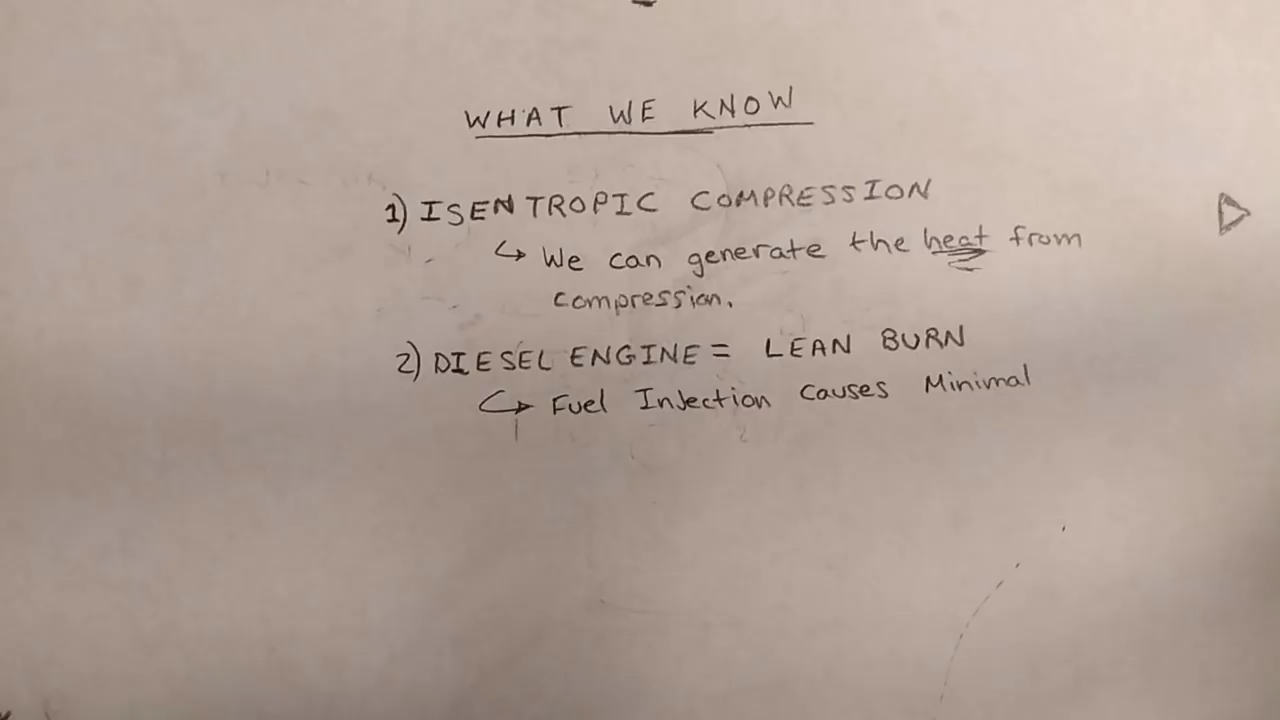 WHAT WE KNOW
1) ISENTROPIC COMPRESSION
↳ We can generate the heat from
compression.
2) DIESEL ENGINE = LEAN BURN
↳ Fuel Injection Causes Minimal